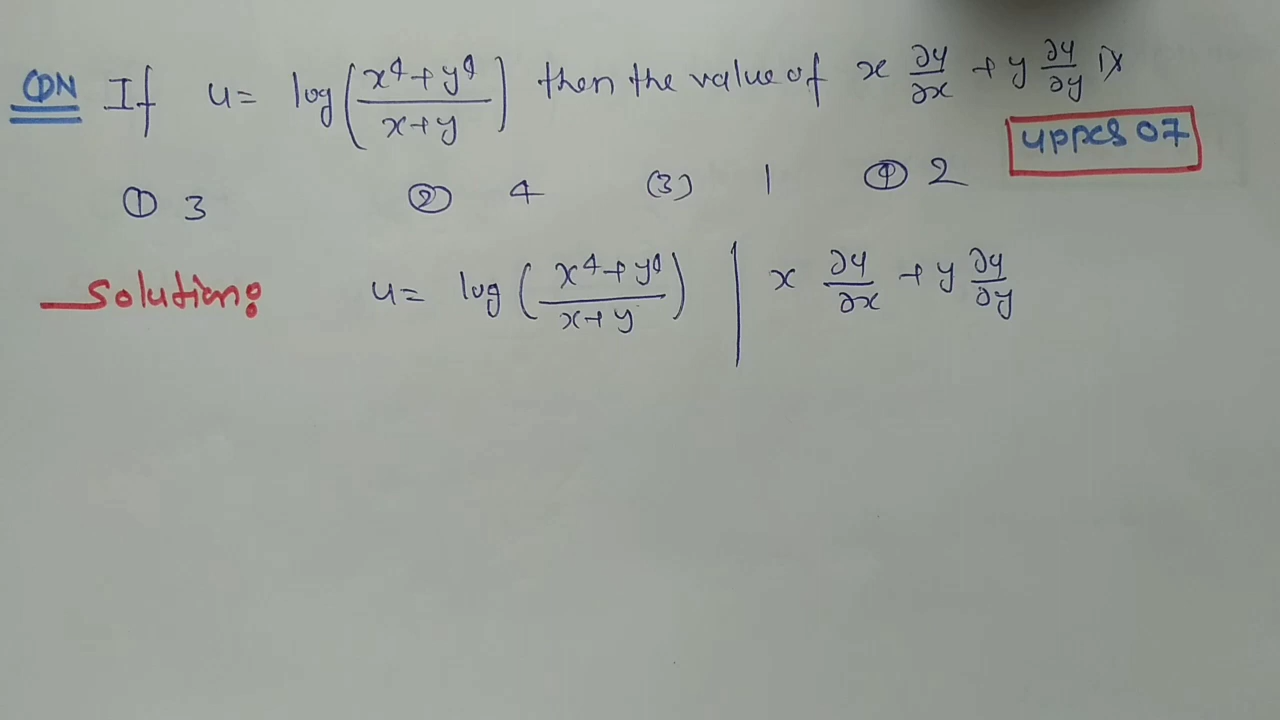 QDN If u = log((x⁴+y⁴)/(x+y)) then the value of x ∂u/∂x + y ∂u/∂y is
UPPCS 07
① 3 ② 4 (3) 1 ④ 2
Solution: u = log((x⁴+y⁴)/(x+y)) | x ∂u/∂x + y ∂u/∂y